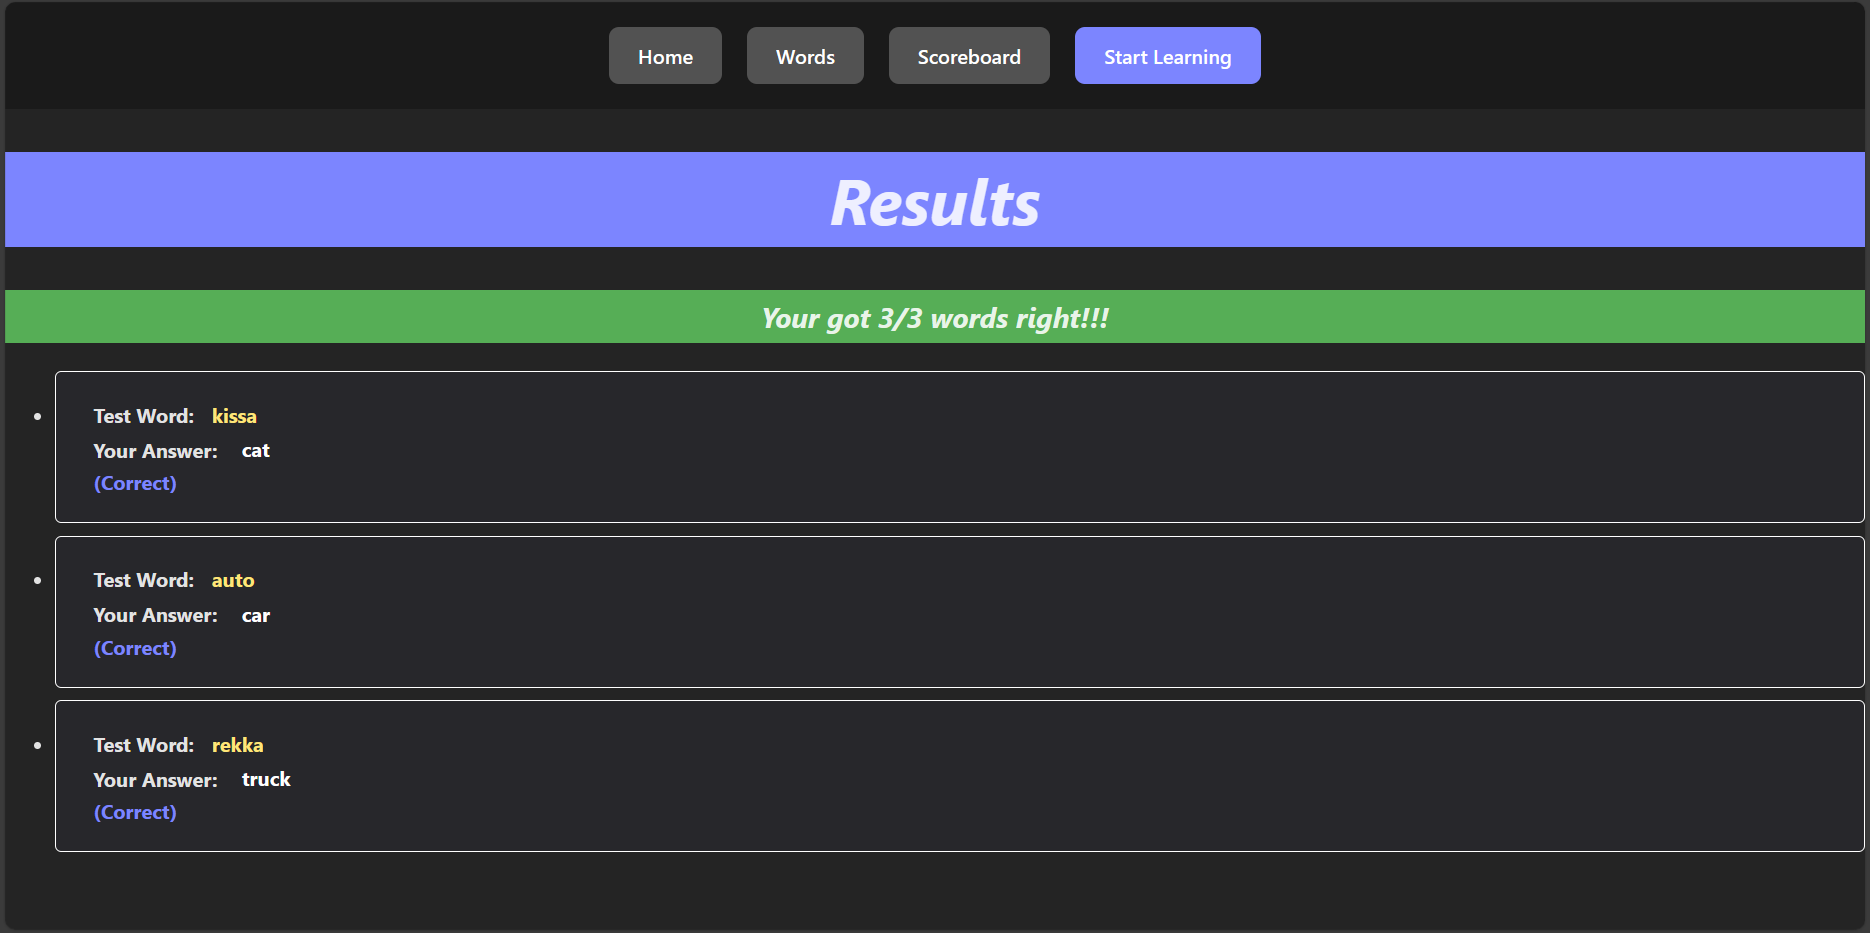 Home Words Scoreboard Start Learning
Results
Your got 3/3 words right!!!
Test Word: kissa
Your Answer: cat
(Correct)
Test Word: auto
Your Answer: car
(Correct)
Test Word: rekka
Your Answer: truck
(Correct)